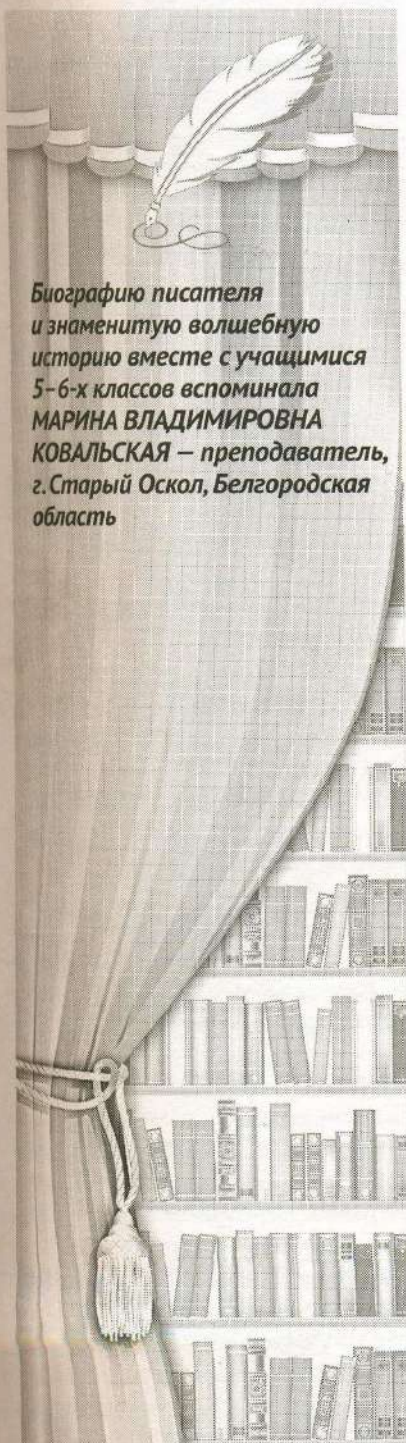 Биографию писателя
и знаменитую волшебную
историю вместе с учащимися
5–6-х классов вспоминала
МАРИНА ВЛАДИМИРОВНА
КОВАЛЬСКАЯ — преподаватель,
г. Старый Оскол, Белгородская
область